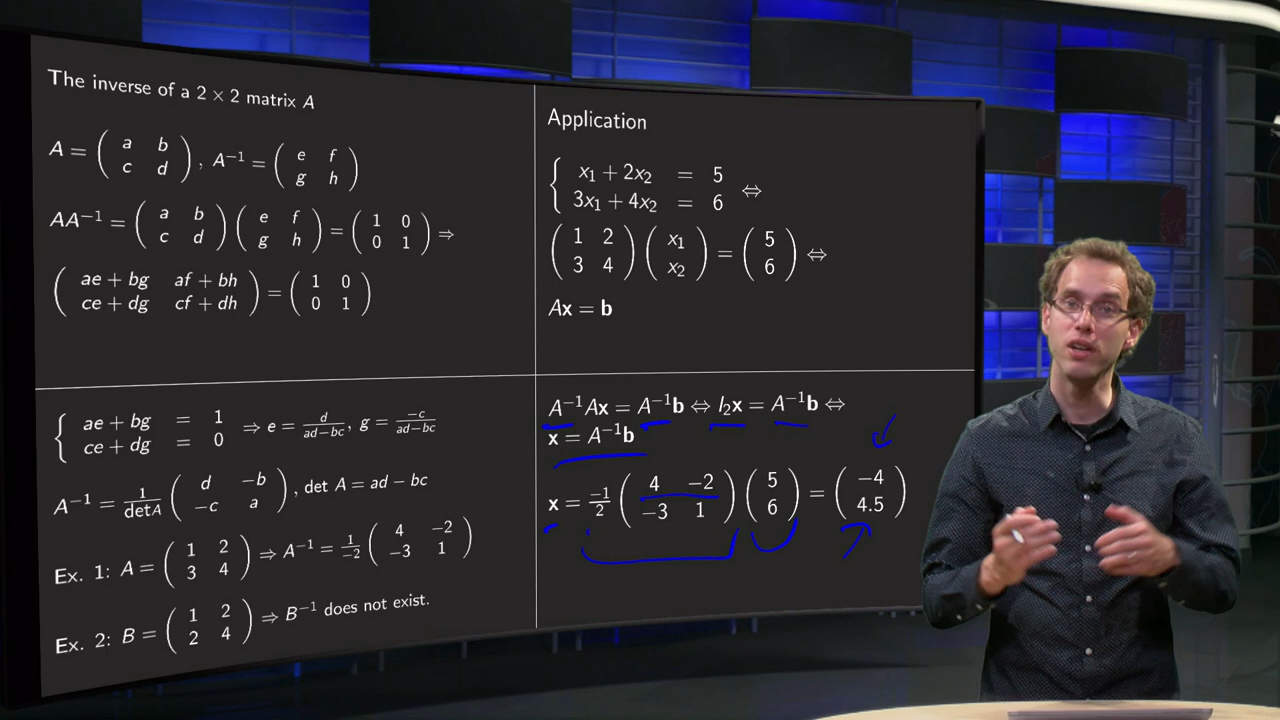 The inverse of a 2 × 2 matrix A
A = ( a b ; c d ), A⁻¹ = ( e f ; g h )
AA⁻¹ = ( a b ; c d ) ( e f ; g h ) = ( 1 0 ; 0 1 ) ⇒
( ae + bg af + bh ; ce + dg cf + dh ) = ( 1 0 ; 0 1 )
Application
{ x₁ + 2x₂ = 5
3x₁ + 4x₂ = 6 ⇔
( 1 2 ; 3 4 ) ( x₁ ; x₂ ) = ( 5 ; 6 ) ⇔
Ax = b
{ ae + bg = 1
ce + dg = 0 ⇒ e = d/(ad−bc), g = −c/(ad−bc)
A⁻¹ = 1/detA ( d −b ; −c a ), det A = ad − bc
Ex. 1: A = ( 1 2 ; 3 4 ) ⇒ A⁻¹ = 1/−2 ( 4 −2 ; −3 1 )
Ex. 2: B = ( 1 2 ; 2 4 ) ⇒ B⁻¹ does not exist.
A⁻¹Ax = A⁻¹b ⇔ I₂x = A⁻¹b ⇔
x = A⁻¹b
x = −1/2 ( 4 −2 ; −3 1 ) ( 5 ; 6 ) = ( −4 ; 4.5 )